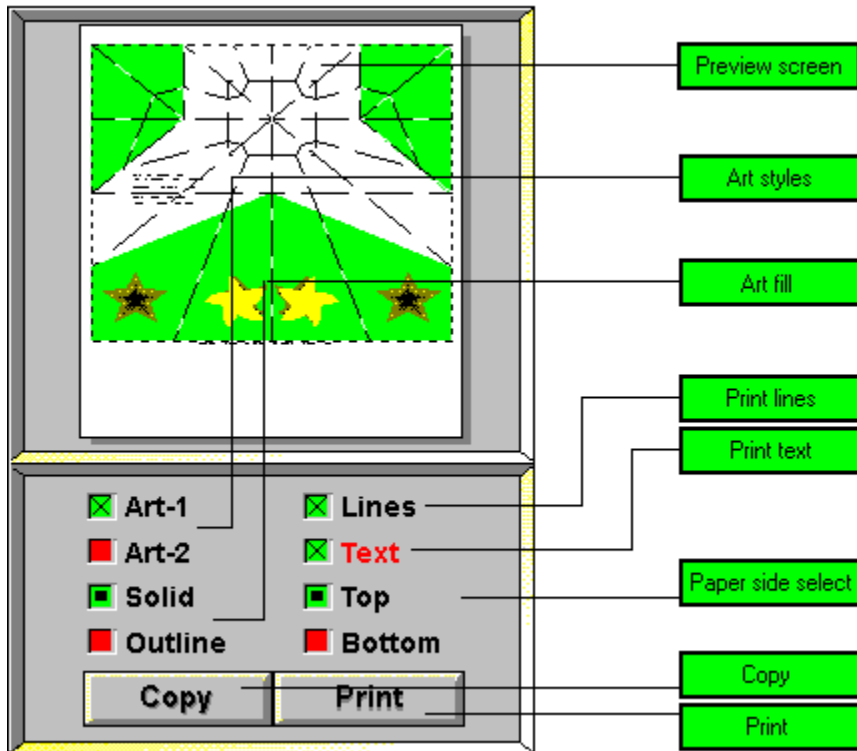 Preview screen
Art styles
Art fill
Print lines
Print text
Art-1
Lines
Art-2
Text
Solid
Top
Paper side select
Outline
Bottom
Copy
Print
Copy
Print